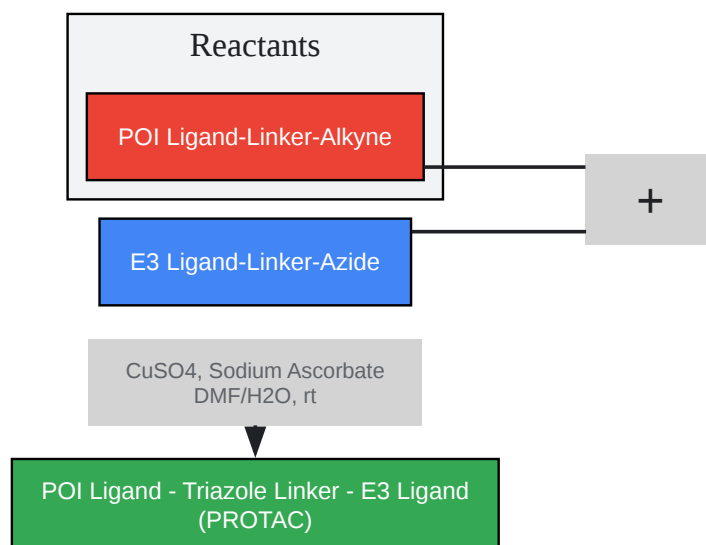 Reactants
POI Ligand-Linker-Alkyne
+
E3 Ligand-Linker-Azide
CuSO4, Sodium Ascorbate
DMF/H2O, rt
POI Ligand - Triazole Linker - E3 Ligand
(PROTAC)